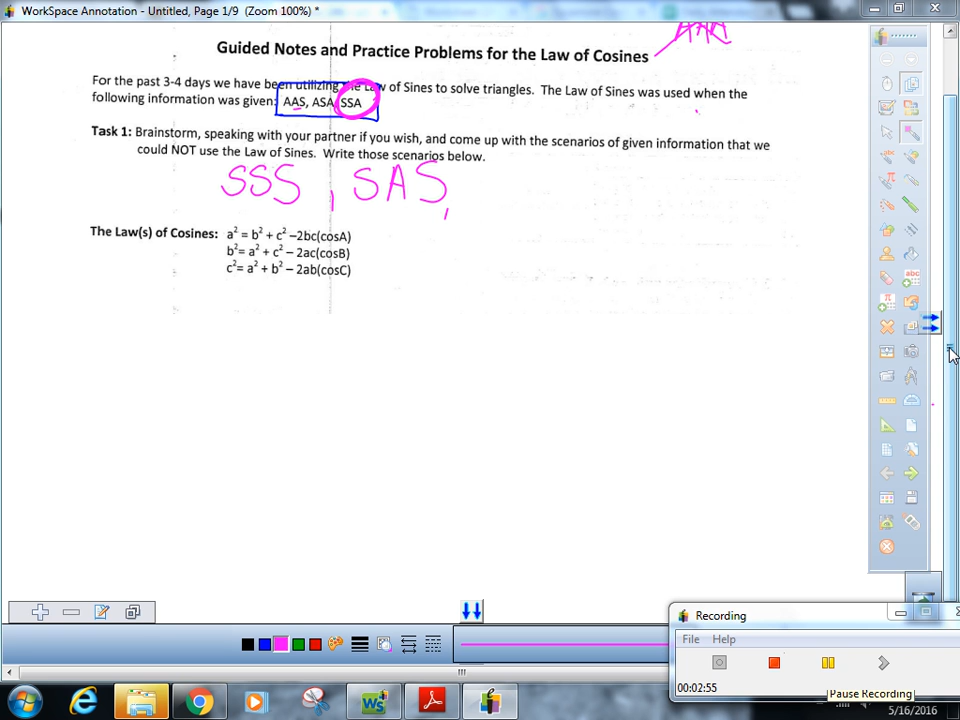 WorkSpace Annotation - Untitled, Page 1/9 (Zoom 100%) *
Guided Notes and Practice Problems for the Law of Cosines
For the past 3-4 days we have been utilizing the Law of Sines to solve triangles. The Law of Sines was used when the
following information was given: AAS, ASA, SSA
Task 1: Brainstorm, speaking with your partner if you wish, and come up with the scenarios of given information that we
could NOT use the Law of Sines. Write those scenarios below.
SSS , SAS,
The Law(s) of Cosines: a² = b² + c² –2bc(cosA)
b²= a² + c² – 2ac(cosB)
c²= a² + b² – 2ab(cosC)
Recording
File Help
00:02:55
Pause Recording
5/16/2016